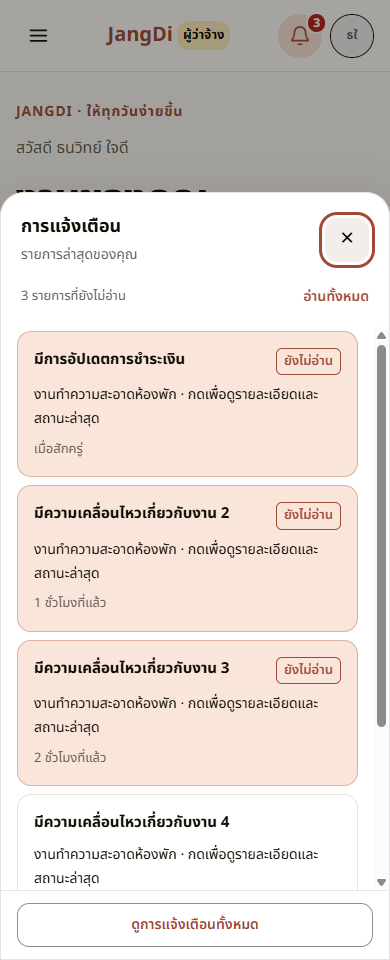 JangDi ผู้ว่าจ้าง
3
ธใ
JANGDI · ให้ทุกวันง่ายขึ้น
สวัสดี ธนวิทย์ ใจดี
การแจ้งเตือน
รายการล่าสุดของคุณ
3 รายการที่ยังไม่อ่าน
อ่านทั้งหมด
มีการอัปเดตการชำระเงิน
ยังไม่อ่าน
งานทำความสะอาดห้องพัก · กดเพื่อดูรายละเอียดและ
สถานะล่าสุด
เมื่อสักครู่
มีความเคลื่อนไหวเกี่ยวกับงาน 2
ยังไม่อ่าน
งานทำความสะอาดห้องพัก · กดเพื่อดูรายละเอียดและ
สถานะล่าสุด
1 ชั่วโมงที่แล้ว
มีความเคลื่อนไหวเกี่ยวกับงาน 3
ยังไม่อ่าน
งานทำความสะอาดห้องพัก · กดเพื่อดูรายละเอียดและ
สถานะล่าสุด
2 ชั่วโมงที่แล้ว
มีความเคลื่อนไหวเกี่ยวกับงาน 4
งานทำความสะอาดห้องพัก · กดเพื่อดูรายละเอียดและ
สถานะล่าสุด
ดูการแจ้งเตือนทั้งหมด